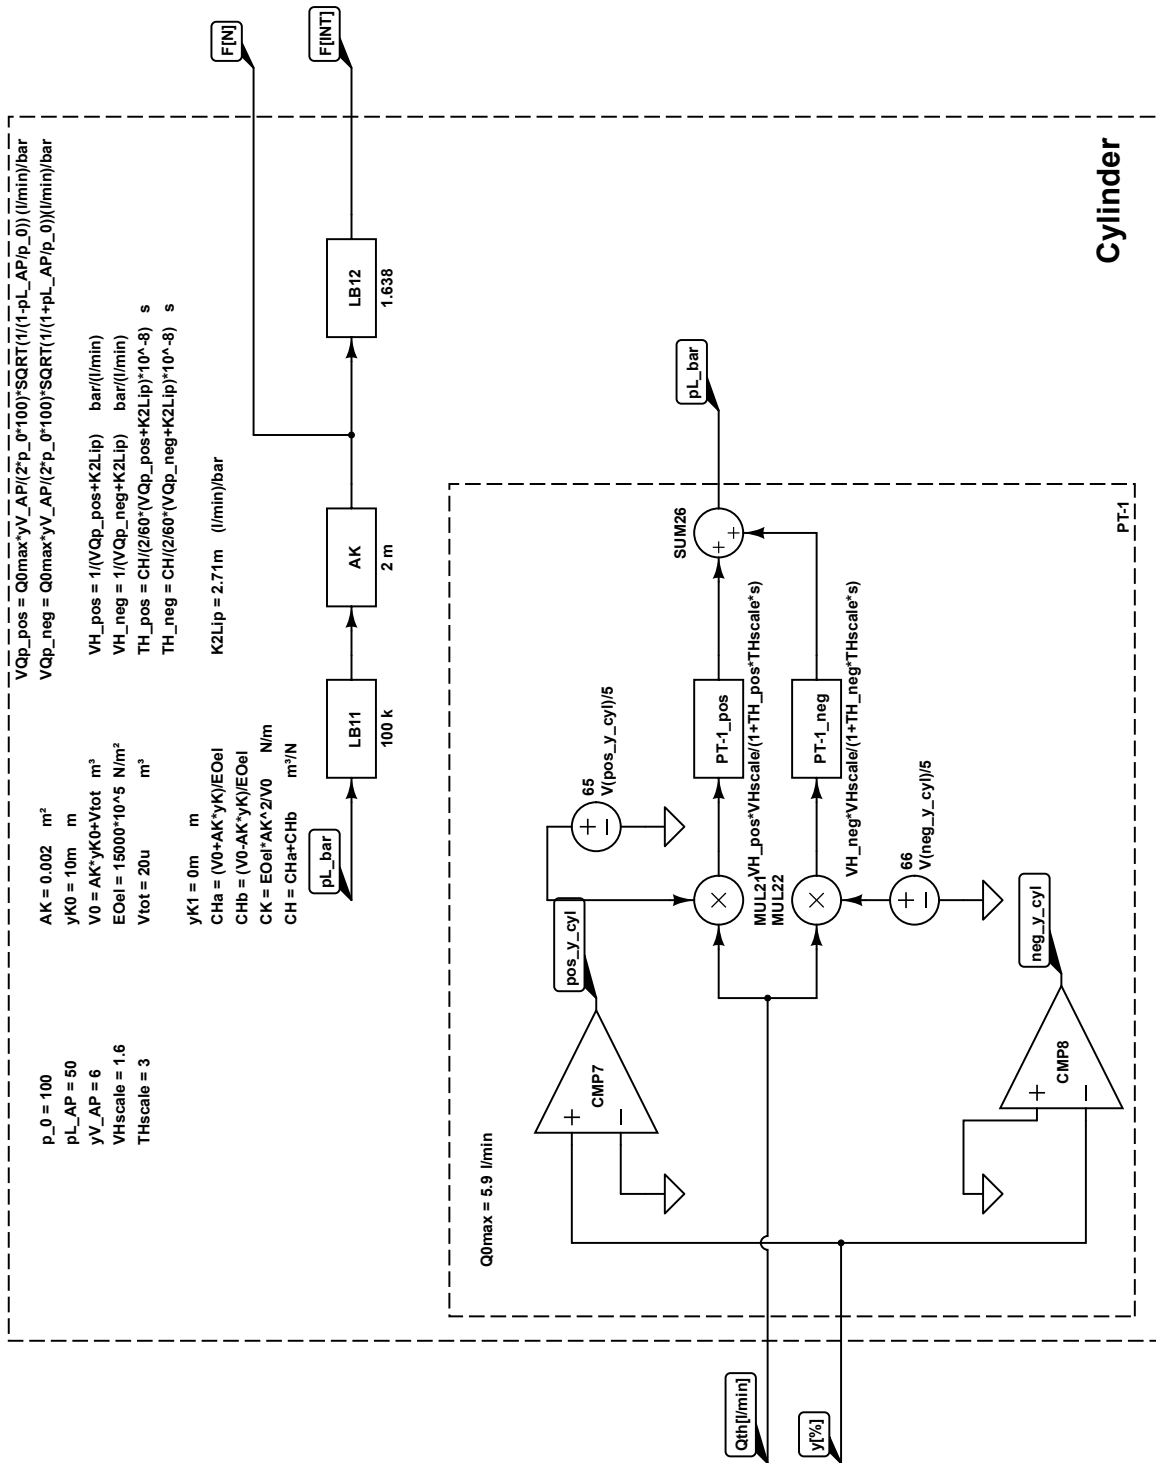 VQp_pos = Q0max*yV_AP/(2*p_0*100)*SQRT(1/(1-pL_AP/p_0)) (l/min)/bar
VQp_neg = Q0max*yV_AP/(2*p_0*100)*SQRT(1/(1+pL_AP/p_0))(l/min)/bar
p_0 = 100
pL_AP = 50
yV_AP = 6
VHscale = 1.6
THscale = 3
AK = 0.002 m²
yK0 = 10m m
V0 = AK*yK0+Vtot m³
EOel = 15000*10^5 N/m²
Vtot = 20u m³
yK1 = 0m m
CHa = (V0+AK*yK)/EOel
CHb = (V0-AK*yK)/EOel
CK = EOel*AK^2/V0 N/m
CH = CHa+CHb m³/N
VH_pos = 1/(VQp_pos+K2Lip) bar/(l/min)
VH_neg = 1/(VQp_neg+K2Lip) bar/(l/min)
TH_pos = CH/(2/60*(VQp_pos+K2Lip)*10^-8) s
TH_neg = CH/(2/60*(VQp_neg+K2Lip)*10^-8) s
K2Lip = 2.71m (l/min)/bar
pL_bar
LB11
100 k
AK
2 m
LB12
1.638
F[N]
F[INT]
Q0max = 5.9 l/min
CMP7
pos_y_cyl
65
V(pos_y_cyl)/5
MUL21
MUL22
PT-1_pos
VH_pos*VHscale/(1+TH_pos*THscale*s)
PT-1_neg
VH_neg*VHscale/(1+TH_neg*THscale*s)
SUM26
pL_bar
66
V(neg_y_cyl)/5
CMP8
neg_y_cyl
PT-1
Qth[l/min]
y[%]
Cylinder